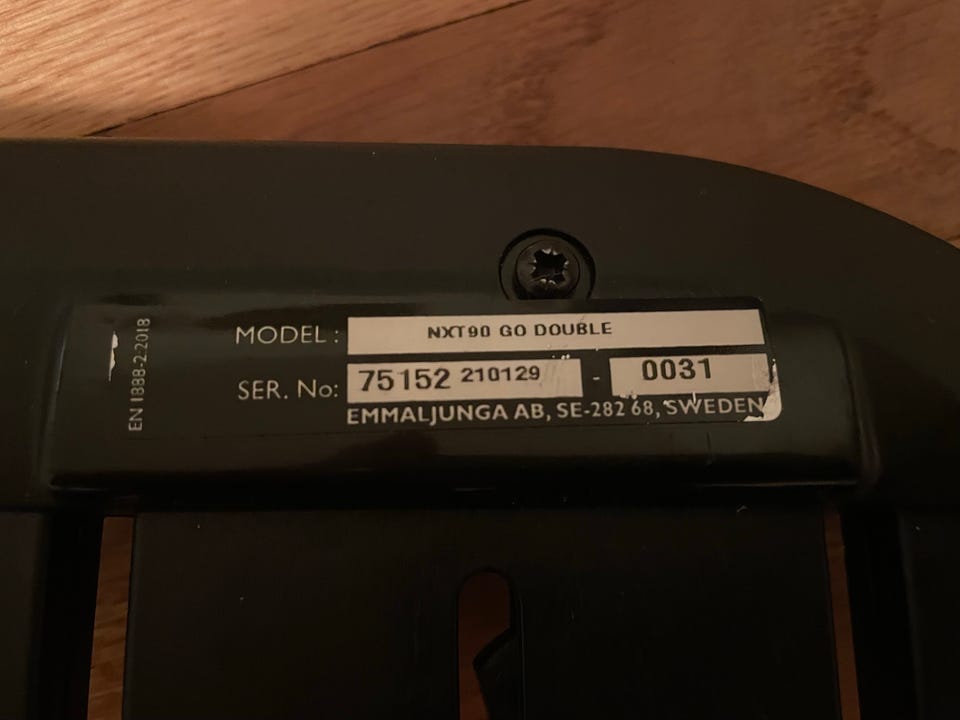 MODEL : NXT90 GO DOUBLE
SER. No: 75152 210129 - 0031
EMMALJUNGA AB, SE-282 68, SWEDEN
EN 1888-2:2018